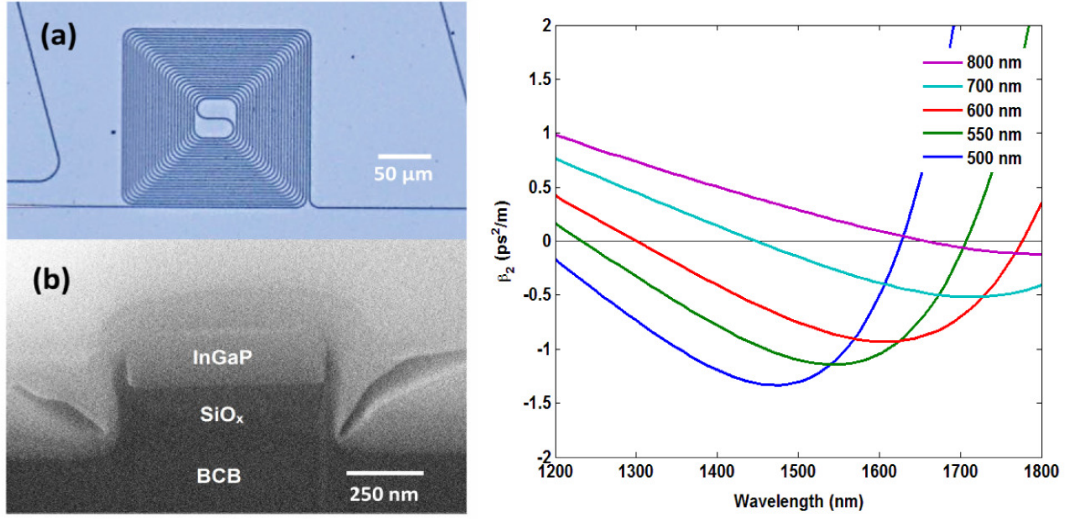 (a)
50 µm
(b)
InGaP
SiOₓ
BCB
250 nm
2
1.5
1
0.5
0
-0.5
-1
-1.5
-2
β₂ (ps²/m)
800 nm
700 nm
600 nm
550 nm
500 nm
1200 1300 1400 1500 1600 1700 1800
Wavelength (nm)